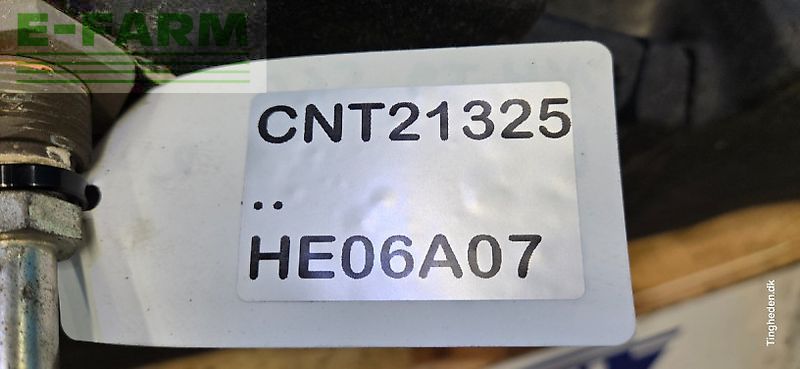 E-FARM
CNT21325
..
HE06A07
Tingheden.dk